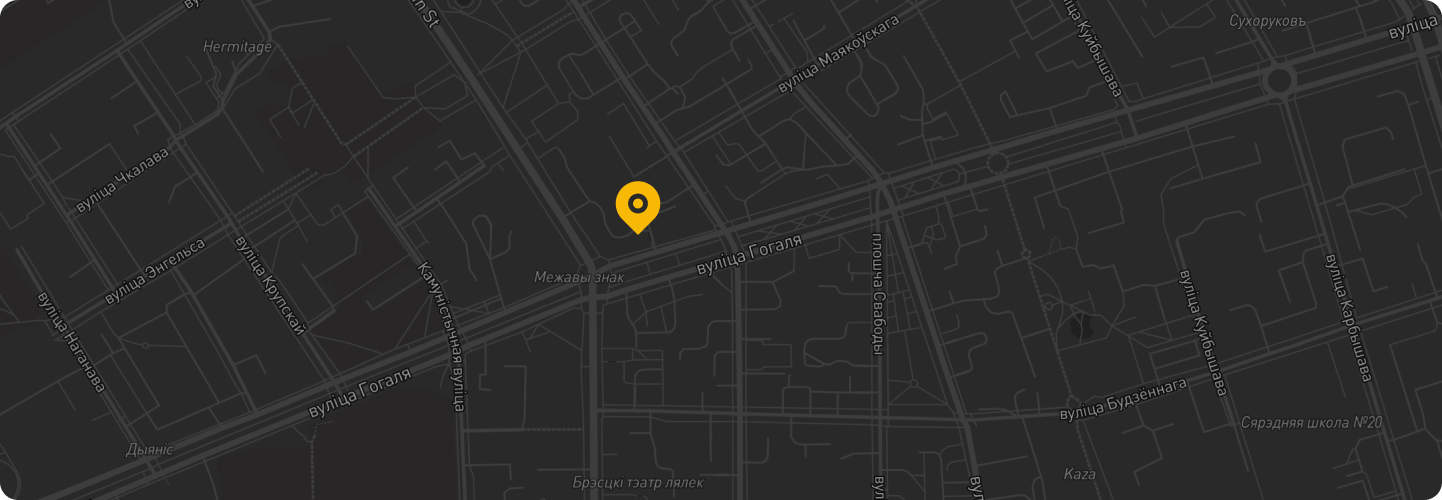 Сухоруковъ
вуліца
Hermitage
вуліца Маякоўскага
вуліца Куйбышава
вуліца Чкалава
вуліца Энгельса
вуліца Крупскай
вуліца Гогаля
площча Свабоды
Межавы знак
Камуністычная вуліца
вуліца Наганава
вуліца Куйбышава
вуліца Карбышава
вуліца Гогаля
вуліца Будзённага
Сярэдняя школа №20
Дыяніс
Kaza
Брэсцкі тэатр лялек